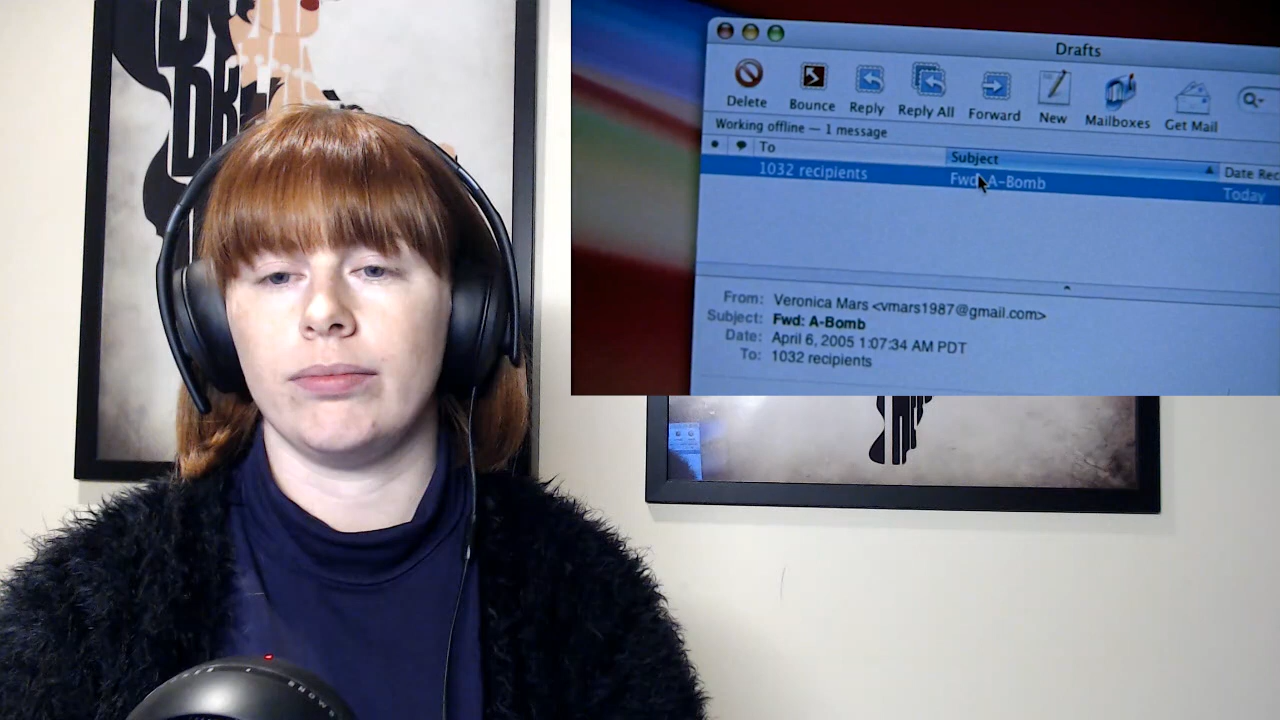 Drafts
Delete
Bounce
Reply
Reply All
Forward
New
Mailboxes
Get Mail
Working offline — 1 message
To
Subject
Date Rec
1032 recipients
Fwd: A-Bomb
Today
From: Veronica Mars <vmars1987@gmail.com>
Subject: Fwd: A-Bomb
Date: April 6, 2005 1:07:34 AM PDT
To: 1032 recipients